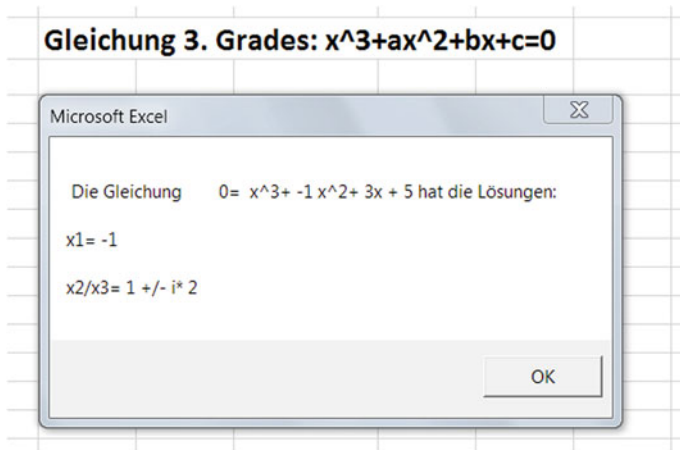 Gleichung 3. Grades: x^3+ax^2+bx+c=0
Microsoft Excel
Die Gleichung 0= x^3+ -1 x^2+ 3x + 5 hat die Lösungen:
x1= -1
x2/x3= 1 +/- i* 2
OK